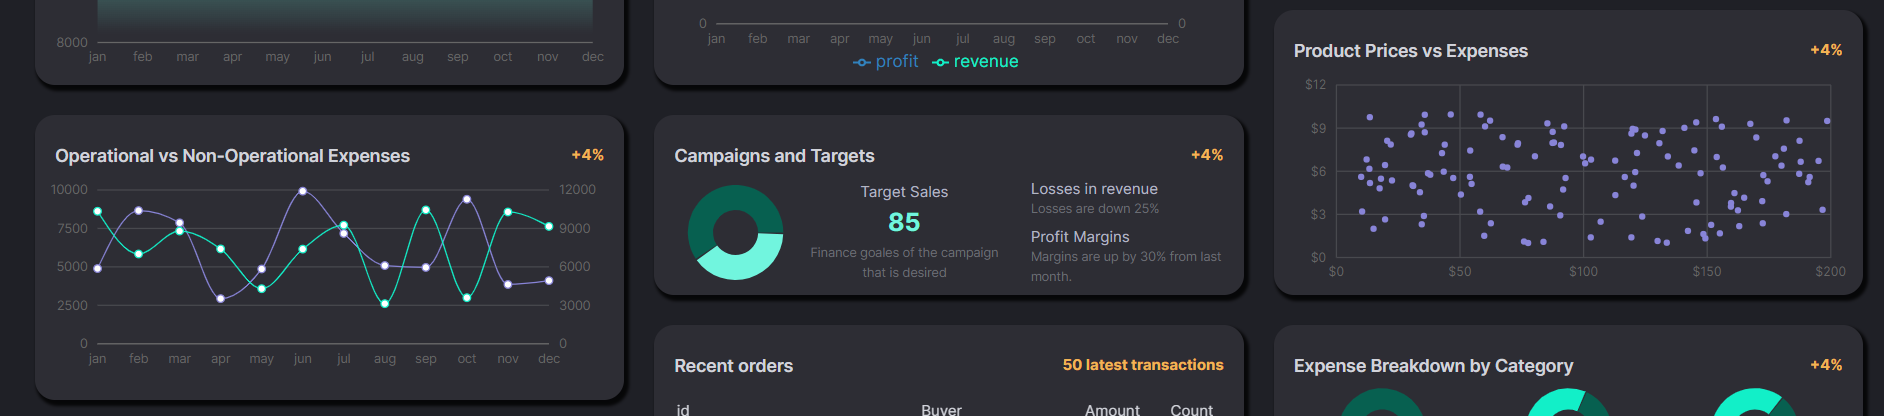 8000
jan feb mar apr may jun jul aug sep oct nov dec
0 0
jan feb mar apr may jun jul aug sep oct nov dec
profit revenue
Operational vs Non-Operational Expenses +4%
10000 12000
7500 9000
5000 6000
2500 3000
0 0
jan feb mar apr may jun jul aug sep oct nov dec
Campaigns and Targets +4%
Target Sales
85
Finance goales of the campaign
that is desired
Losses in revenue
Losses are down 25%
Profit Margins
Margins are up by 30% from last
month.
Recent orders 50 latest transactions
id Buyer Amount Count
Product Prices vs Expenses +4%
$12
$9
$6
$3
$0
$0 $50 $100 $150 $200
Expense Breakdown by Category +4%